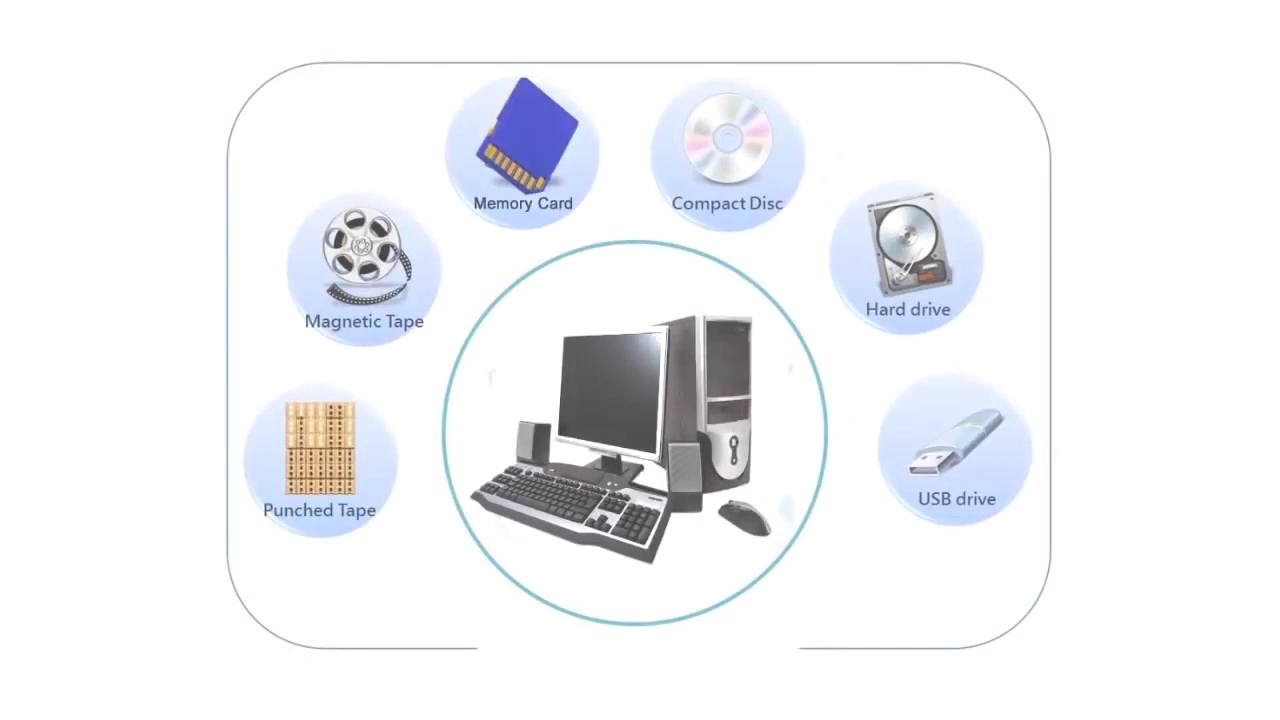 Memory Card
Compact Disc
Magnetic Tape
Hard drive
Punched Tape
USB drive